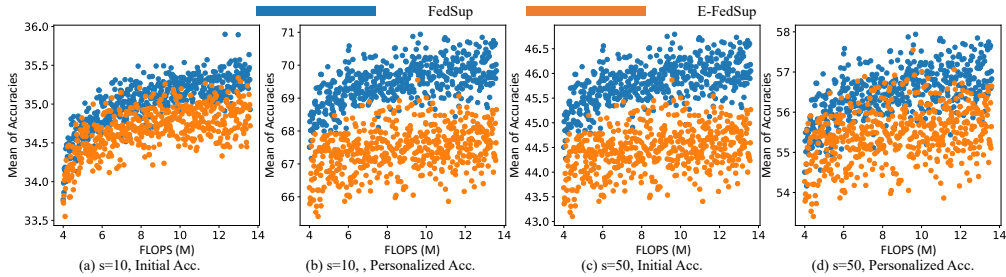 FedSup E-FedSup
Mean of Accuracies
36.0
35.5
35.0
34.5
34.0
33.5
4 6 8 10 12 14
FLOPS (M)
(a) s=10, Initial Acc.
Mean of Accuracies
71
70
69
68
67
66
4 6 8 10 12 14
FLOPS (M)
(b) s=10, , Personalized Acc.
Mean of Accuracies
46.5
46.0
45.5
45.0
44.5
44.0
43.5
43.0
4 6 8 10 12 14
FLOPS (M)
(c) s=50, Initial Acc.
Mean of Accuracies
58
57
56
55
54
4 6 8 10 12 14
FLOPS (M)
(d) s=50, Personalized Acc.